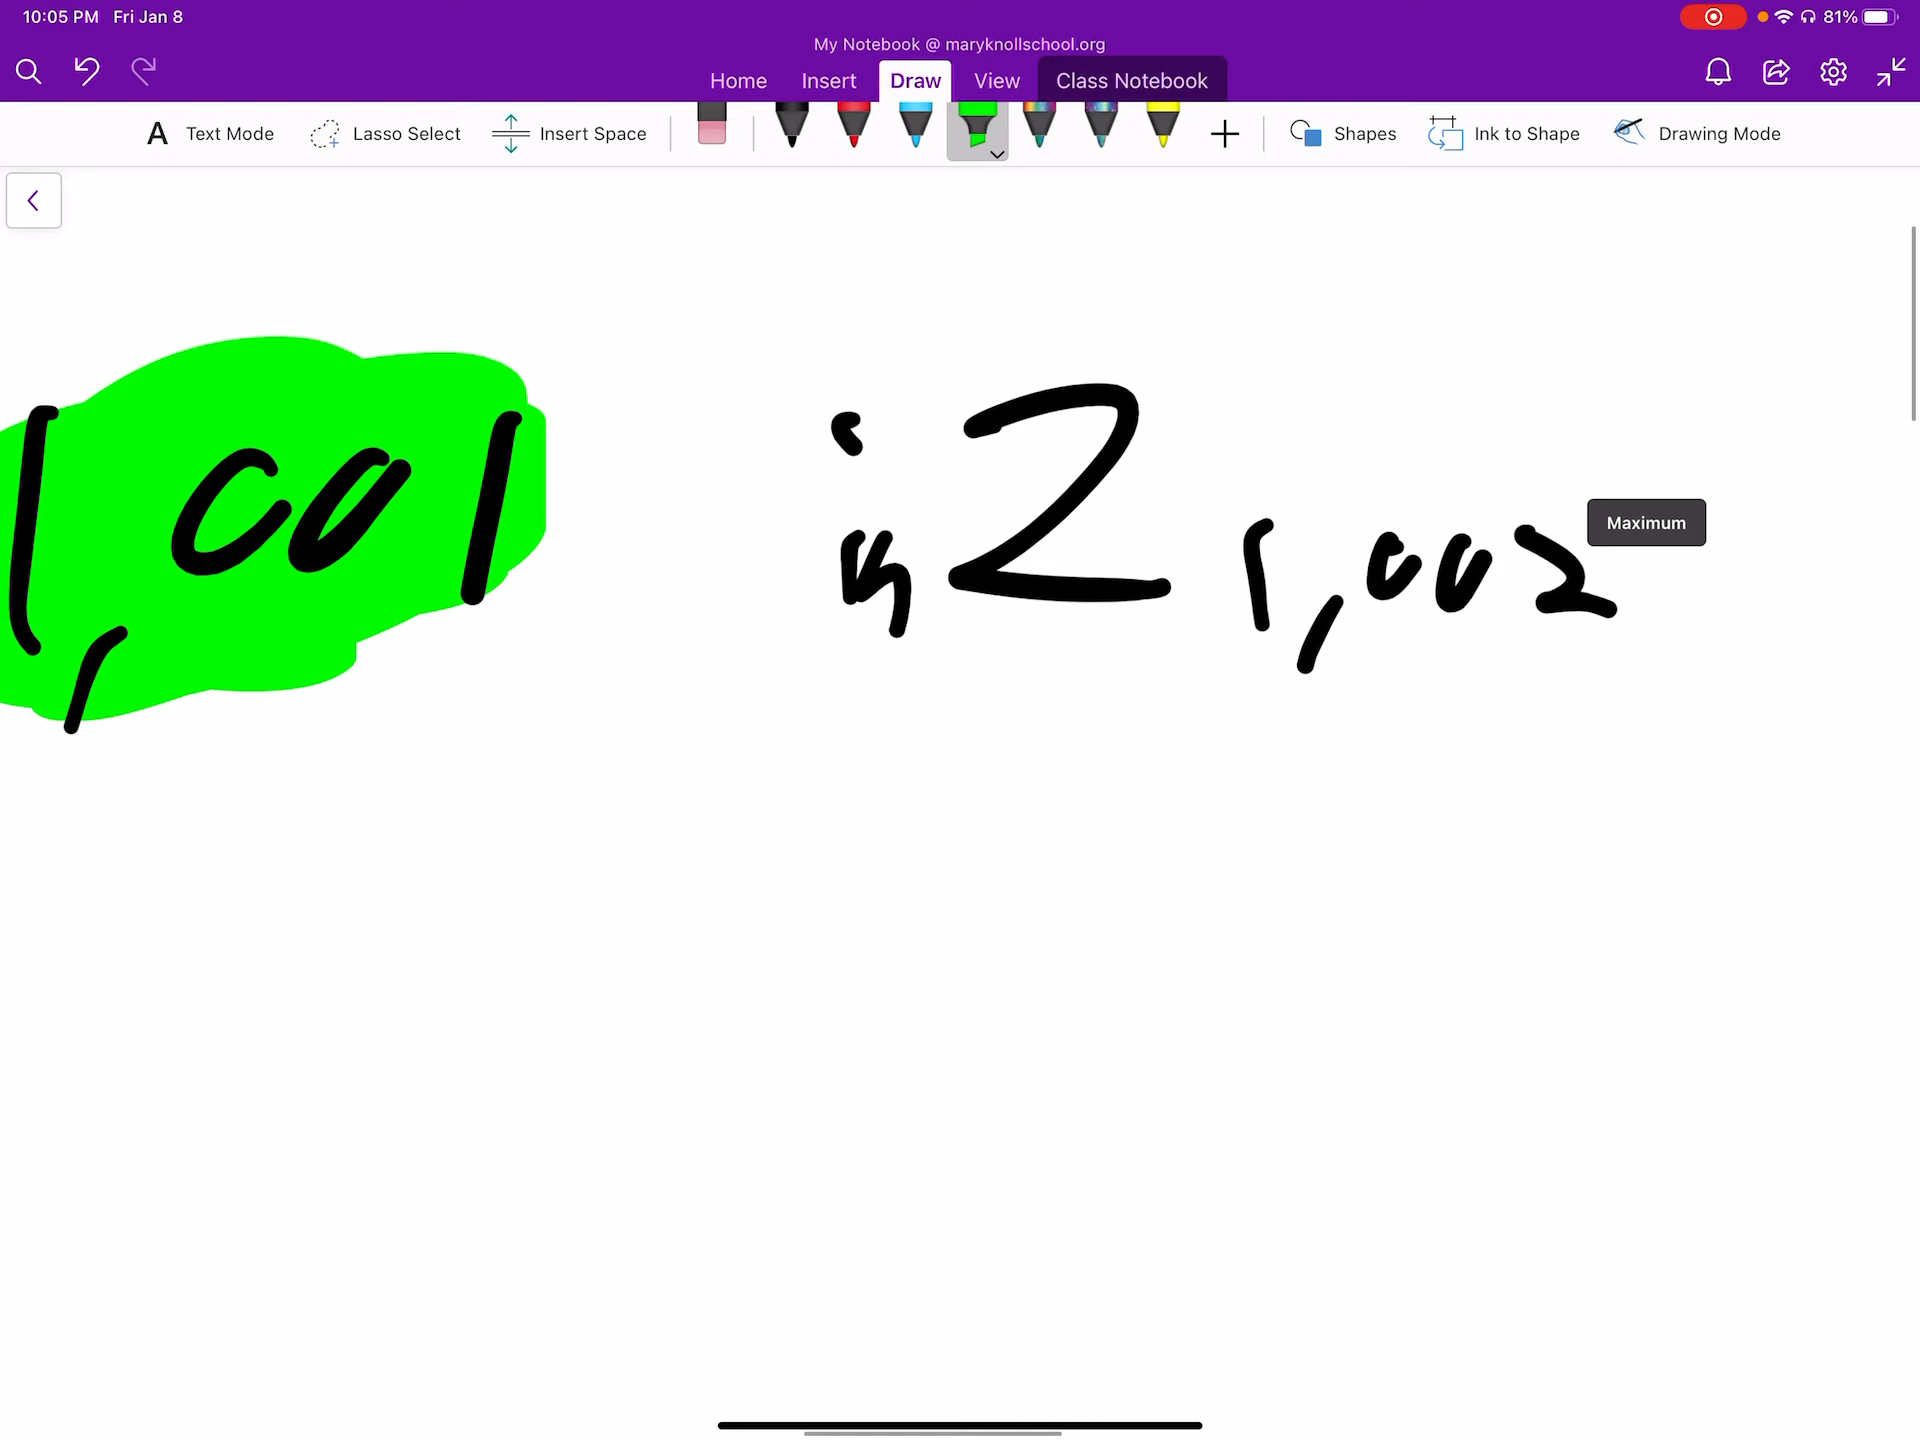 10:05 PM Fri Jan 8
81%
My Notebook @ maryknollschool.org
Home Insert Draw View Class Notebook
A Text Mode Lasso Select Insert Space Shapes Ink to Shape Drawing Mode
Maximum
1,001
2 1,002